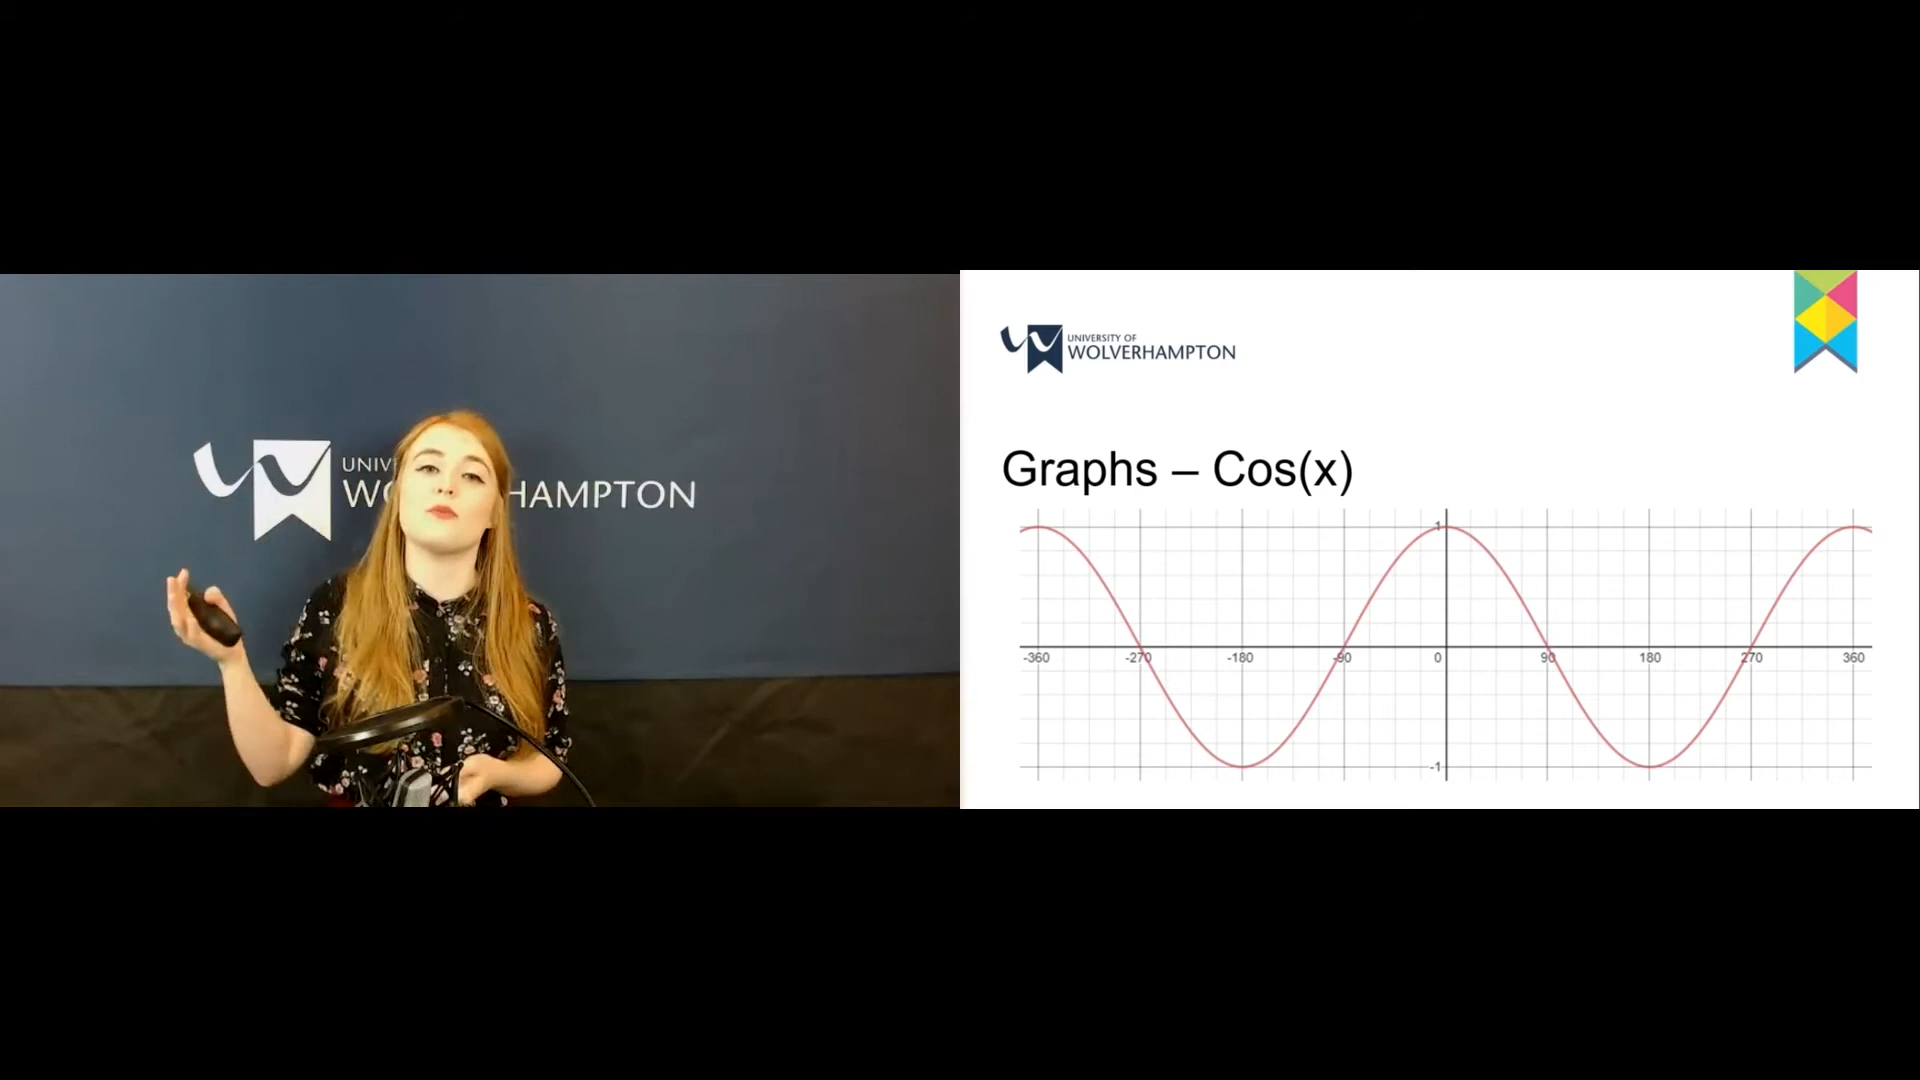 UNIV
WO HAMPTON
UNIVERSITY OF
WOLVERHAMPTON
Graphs – Cos(x)
1
-360 -270 -180 -90 0 90 180 270 360
-1